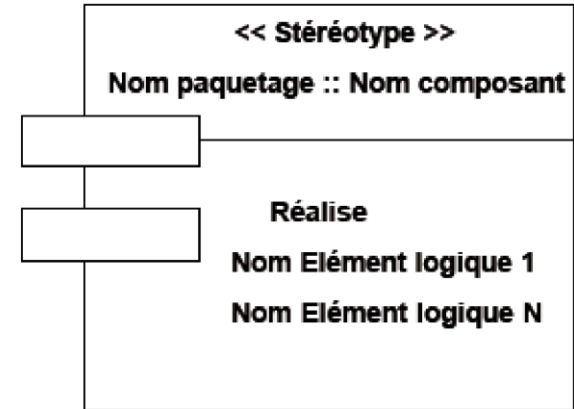 << Stéréotype >>
Nom paquetage :: Nom composant
Réalise
Nom Elément logique 1
Nom Elément logique N